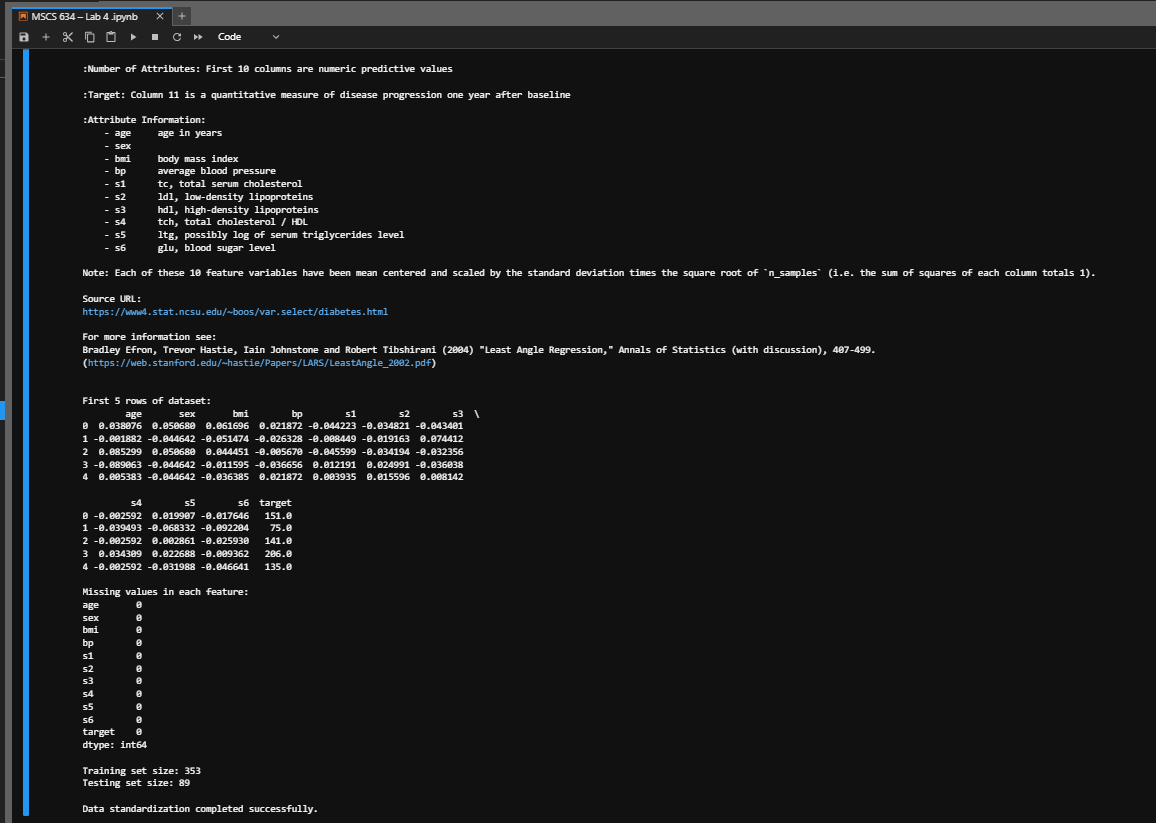 MSCS 634 – Lab 4 .ipynb
Code
:Number of Attributes: First 10 columns are numeric predictive values
:Target: Column 11 is a quantitative measure of disease progression one year after baseline
:Attribute Information:
- age     age in years
- sex
- bmi     body mass index
- bp      average blood pressure
- s1      tc, total serum cholesterol
- s2      ldl, low-density lipoproteins
- s3      hdl, high-density lipoproteins
- s4      tch, total cholesterol / HDL
- s5      ltg, possibly log of serum triglycerides level
- s6      glu, blood sugar level
Note: Each of these 10 feature variables have been mean centered and scaled by the standard deviation times the square root of `n_samples` (i.e. the sum of squares of each column totals 1).
Source URL:
https://www4.stat.ncsu.edu/~boos/var.select/diabetes.html
For more information see:
Bradley Efron, Trevor Hastie, Iain Johnstone and Robert Tibshirani (2004) "Least Angle Regression," Annals of Statistics (with discussion), 407-499.
(https://web.stanford.edu/~hastie/Papers/LARS/LeastAngle_2002.pdf)
First 5 rows of dataset:
        age       sex       bmi        bp        s1        s2        s3  \
0  0.038076  0.050680  0.061696  0.021872 -0.044223 -0.034821 -0.043401
1 -0.001882 -0.044642 -0.051474 -0.026328 -0.008449 -0.019163  0.074412
2  0.085299  0.050680  0.044451 -0.005670 -0.045599 -0.034194 -0.032356
3 -0.089063 -0.044642 -0.011595 -0.036656  0.012191  0.024991 -0.036038
4  0.005383 -0.044642 -0.036385  0.021872  0.003935  0.015596  0.008142
         s4        s5        s6  target
0 -0.002592  0.019907 -0.017646   151.0
1 -0.039493 -0.068332 -0.092204    75.0
2 -0.002592  0.002861 -0.025930   141.0
3  0.034309  0.022688 -0.009362   206.0
4 -0.002592 -0.031988 -0.046641   135.0
Missing values in each feature:
age       0
sex       0
bmi       0
bp        0
s1        0
s2        0
s3        0
s4        0
s5        0
s6        0
target    0
dtype: int64
Training set size: 353
Testing set size: 89
Data standardization completed successfully.